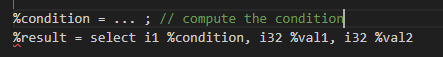 %condition = ... ; // compute the condition
%result = select i1 %condition, i32 %val1, i32 %val2